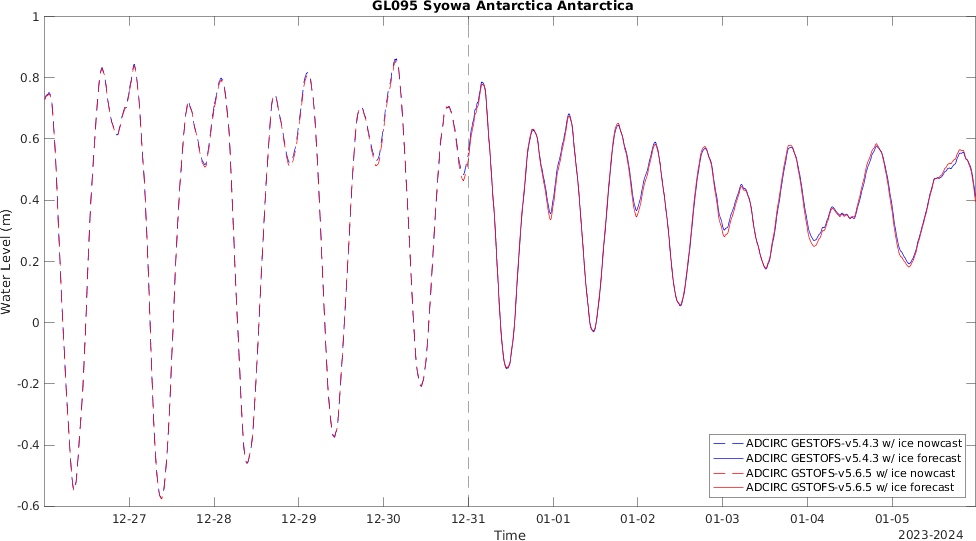 GL095 Syowa Antarctica Antarctica
Water Level (m)
1
0.8
0.6
0.4
0.2
0
-0.2
-0.4
-0.6
12-27 12-28 12-29 12-30 12-31 01-01 01-02 01-03 01-04 01-05
Time
2023-2024
ADCIRC GESTOFS-v5.4.3 w/ ice nowcast
ADCIRC GESTOFS-v5.4.3 w/ ice forecast
ADCIRC GSTOFS-v5.6.5 w/ ice nowcast
ADCIRC GSTOFS-v5.6.5 w/ ice forecast